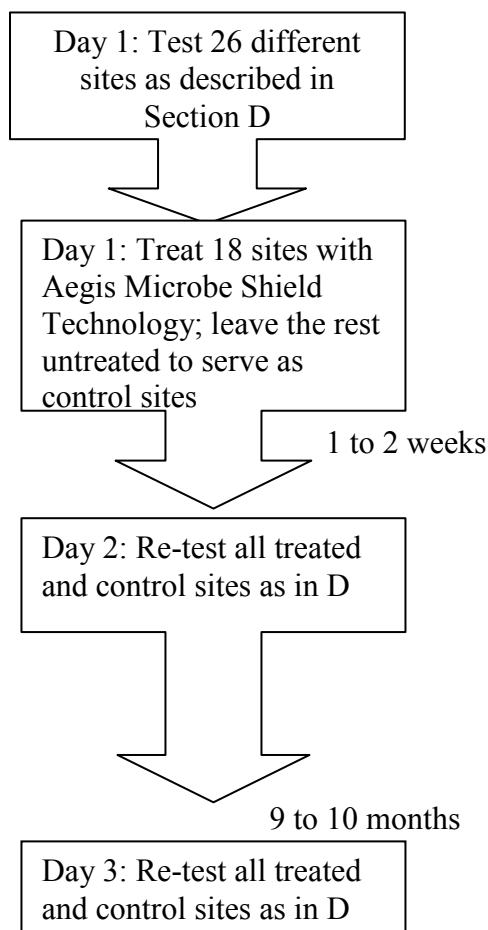 Day 1: Test 26 different
sites as described in
Section D
Day 1: Treat 18 sites with
Aegis Microbe Shield
Technology; leave the rest
untreated to serve as
control sites
1 to 2 weeks
Day 2: Re-test all treated
and control sites as in D
9 to 10 months
Day 3: Re-test all treated
and control sites as in D